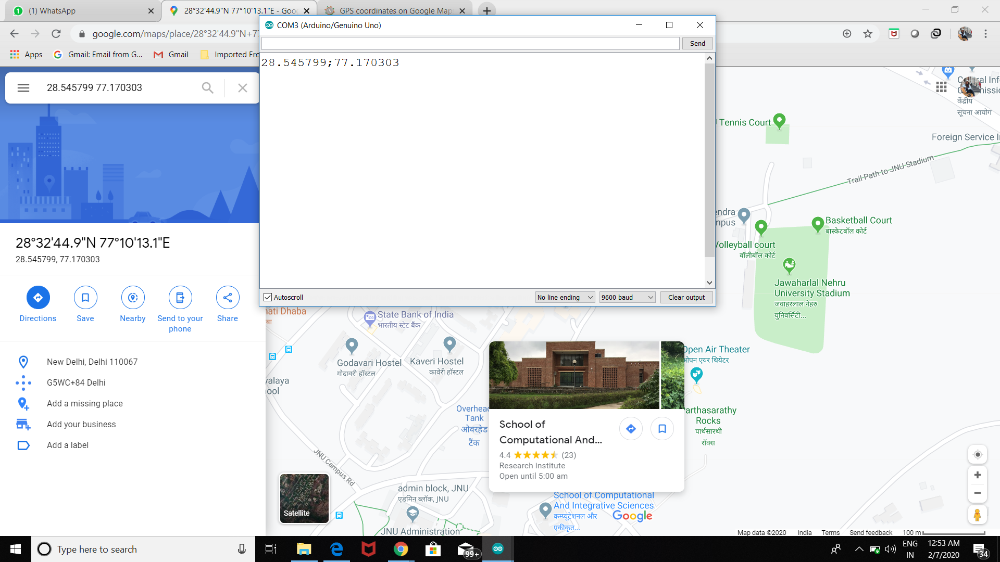 (1) WhatsApp
28°32'44.9"N 77°10'13.1"E - Goo
GPS coordinates on Google Maps
google.com/maps/place/28°32'44.9"N+7
Apps
Gmail: Email from G...
Gmail
Imported Fro
COM3 (Arduino/Genuino Uno)
Send
28.545799;77.170303
Autoscroll
No line ending
9600 baud
Clear output
28.545799 77.170303
28°32'44.9"N 77°10'13.1"E
28.545799, 77.170303
Directions
Save
Nearby
Send to your
phone
Share
New Delhi, Delhi 110067
G5WC+84 Delhi
Add a missing place
Add your business
Add a label
केंद्रीय
सूचना आयोग
Tennis Court
Foreign Service I
Trail-Path to JNU-Stadium
endra
mpus
Basketball Court
बास्केटबॉल कोर्ट
Volleyball court
वॉलीबॉल कोर्ट
Jawaharlal Nehru
University Stadium
जवाहरलाल नेहरु
युनिवर्सिटी...
nati Dhaba
State Bank of India
भारतीय स्टेट बैंक
Godavari Hostel
गोदावरी हॉस्टल
Kaveri Hostel
कावेरी हॉस्टल
yalaya
ool
Overhead
Tank
ओवरहेड
टैंक
Open Air Theater
ओपन एयर थियेटर
arthasarathy
Rocks
पार्थसारथी
रॉक्स
School of
Computational And...
4.4 (23)
Research institute
Open until 5:00 am
JNU Campus Rd
admin block, JNU
एडमिन ब्लॉक, JNU
JNU Administration
School of Computational
And Integrative Sciences
कम्प्यूटेशनल और
एकीकृत...
Satellite
Google
Map data ©2020
India
Terms
Send feedback
100 m
Type here to search
99+
ENG
IN
12:53 AM
2/7/2020
34